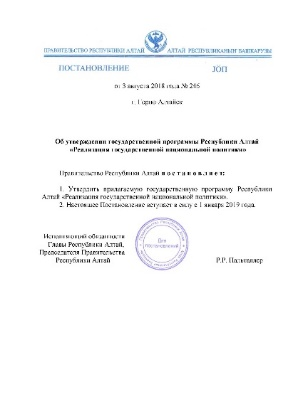 ПРАВИТЕЛЬСТВО РЕСПУБЛИКИ АЛТАЙ
АЛТАЙ РЕСПУБЛИКАНЫҤ БАШКАРУЗЫ
ПОСТАНОВЛЕНИЕ
JÖП
от 3 августа 2018 года №
г. Горно-Алтайск
Об утверждении государственной программы Республики Алтай
«Реализация государственной национальной политики»
Правительство Республики Алтай п о с т а н о в л я е т:
1. Утвердить прилагаемую государственную программу Республики
Алтай «Реализация государственной национальной политики».
2. Настоящее Постановление вступает в силу с 1 января 2019 года.
Исполняющий обязанности
Главы Республики Алтай,
Председателя Правительства
Республики Алтай
Для
постановлений
Р.Р. Пальталлер